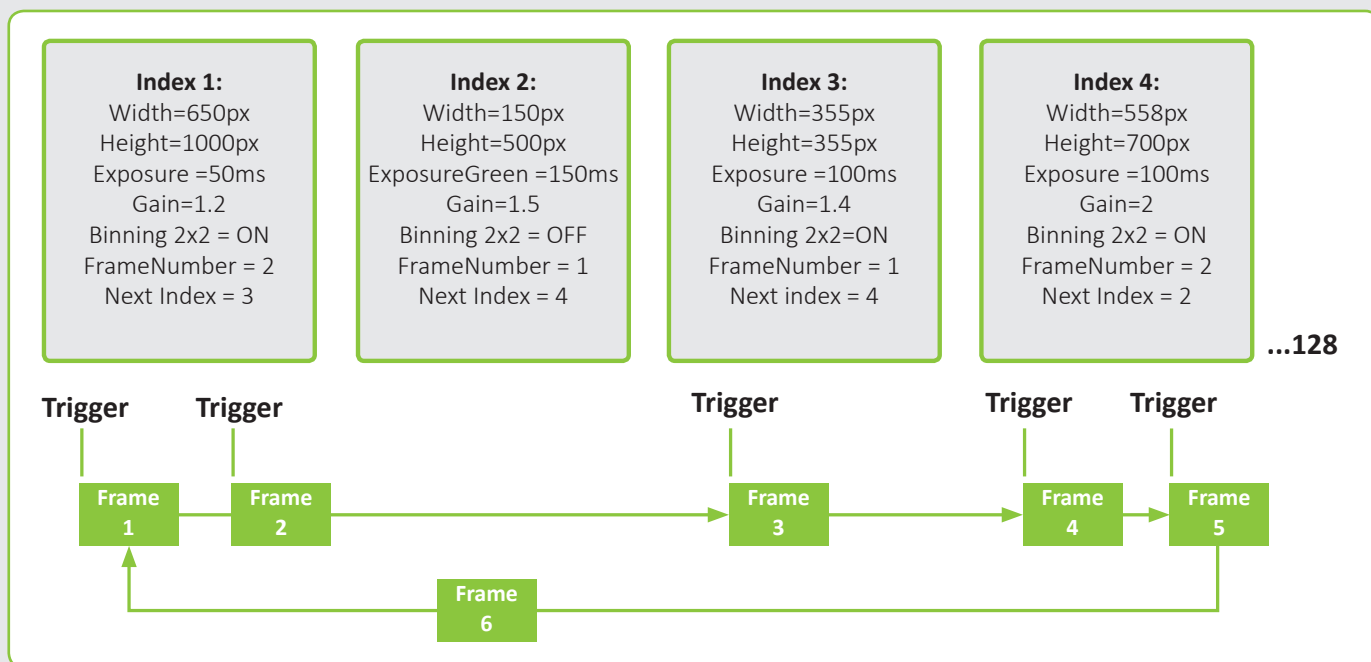 Index 1:
Width=650px
Height=1000px
Exposure =50ms
Gain=1.2
Binning 2x2 = ON
FrameNumber = 2
Next Index = 3
Index 2:
Width=150px
Height=500px
ExposureGreen =150ms
Gain=1.5
Binning 2x2 = OFF
FrameNumber = 1
Next Index = 4
Index 3:
Width=355px
Height=355px
Exposure =100ms
Gain=1.4
Binning 2x2=ON
FrameNumber = 1
Next index = 4
Index 4:
Width=558px
Height=700px
Exposure =100ms
Gain=2
Binning 2x2 = ON
FrameNumber = 2
Next Index = 2
...128
Trigger
Trigger
Trigger
Trigger
Trigger
Frame
1
Frame
2
Frame
3
Frame
4
Frame
5
Frame
6